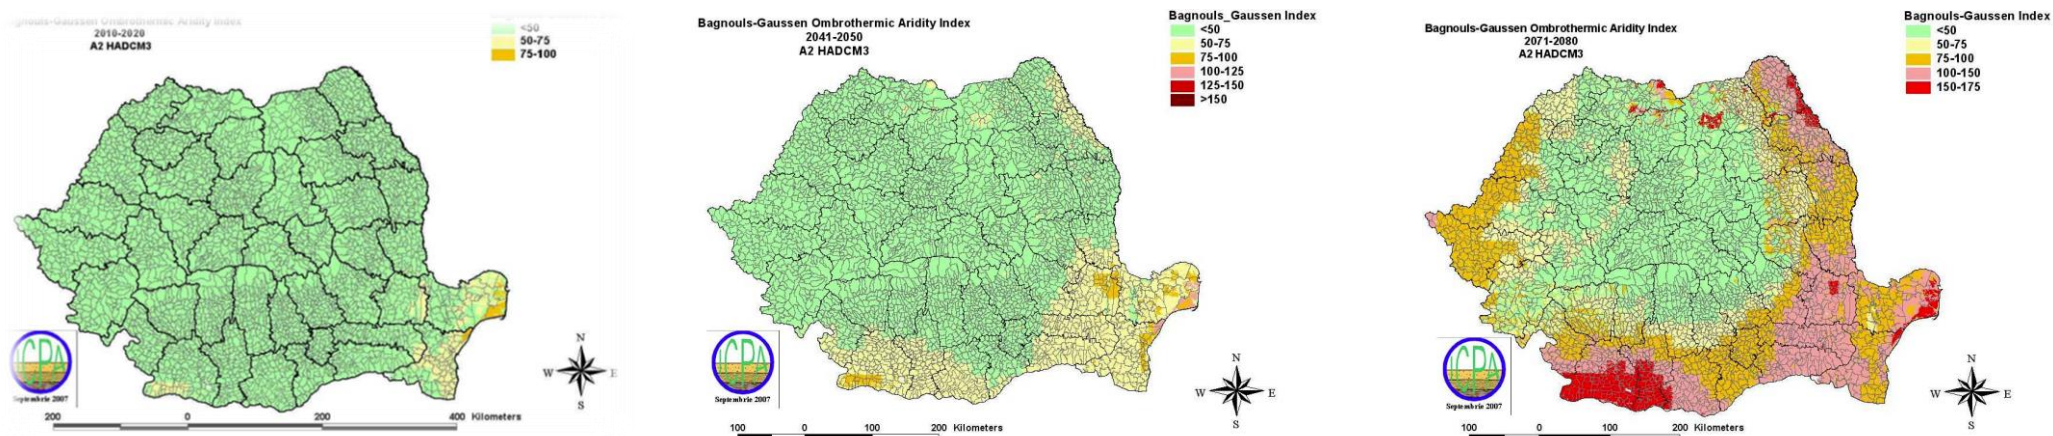 Bagnouls-Gaussen Ombrothermic Aridity Index
2010-2020
A2 HADCM3
<50
50-75
75-100
ICPA
Septembrie 2007
N
W E
S
200 0 200 400 Kilometers
Bagnouls-Gaussen Ombrothermic Aridity Index
2041-2050
A2 HADCM3
Bagnouls_Gaussen Index
<50
50-75
75-100
100-125
125-150
>150
ICPA
Septembrie 2007
N
W E
S
100 0 100 200 Kilometers
Bagnouls-Gaussen Ombrothermic Aridity Index
2071-2080
A2 HADCM3
Bagnouls-Gaussen Index
<50
50-75
75-100
100-150
150-175
ICPA
Septembrie 2007
N
W E
S
100 0 100 200 Kilometers